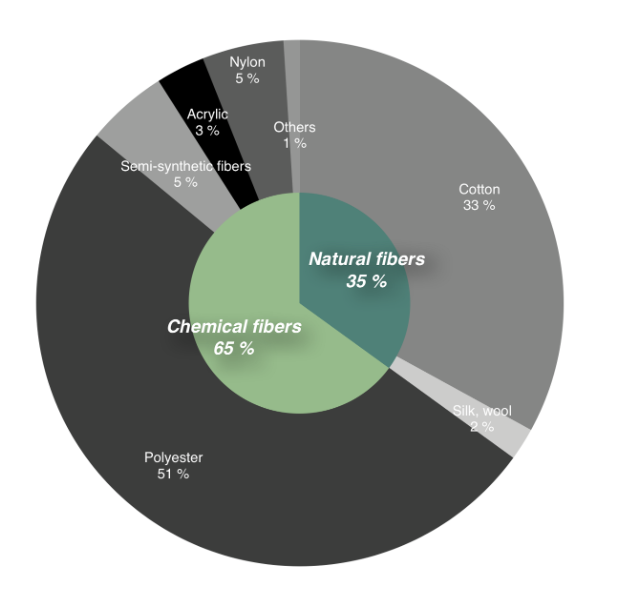 Nylon
5 %
Acrylic
3 %
Others
1 %
Semi-synthetic fibers
5 %
Cotton
33 %
Natural fibers
35 %
Chemical fibers
65 %
Silk, wool
2 %
Polyester
51 %